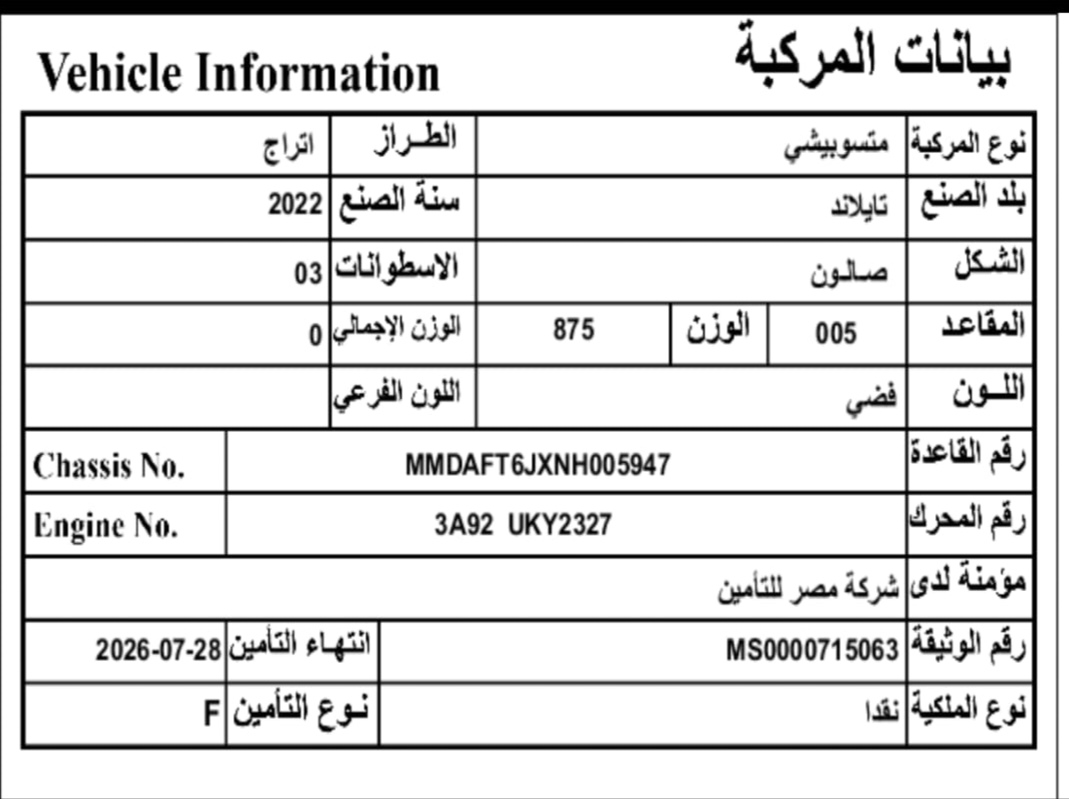 Vehicle Information بيانات المركبة
نوع المركبة متسوبيشي الطـراز اتراج
بلد الصنع تايلاند سنة الصنع 2022
الشكل صالون الاسطوانات 03
المقاعد 005 الوزن 875 الوزن الإجمالي 0
اللــون فضي اللون الفرعي
رقم القاعدة MMDAFT6JXNH005947 Chassis No.
رقم المحرك 3A92 UKY2327 Engine No.
مؤمنة لدى شركة مصر للتأمين
رقم الوثيقة MS0000715063 انتهاء التأمين 2026-07-28
نوع الملكية نقدا نـوع التأمين F